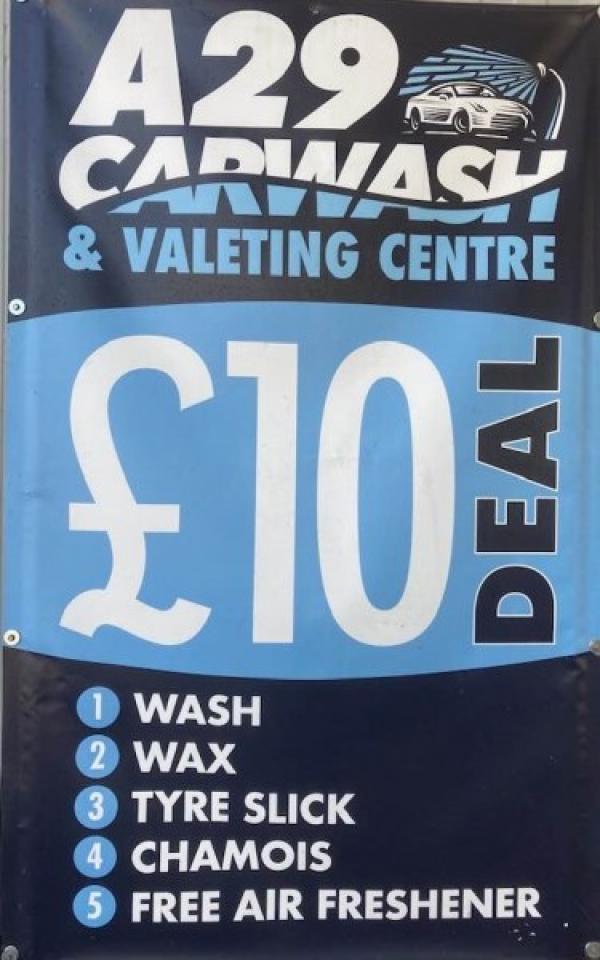 A29
CARWASH
& VALETING CENTRE
£10
DEAL
1 WASH
2 WAX
3 TYRE SLICK
4 CHAMOIS
5 FREE AIR FRESHENER